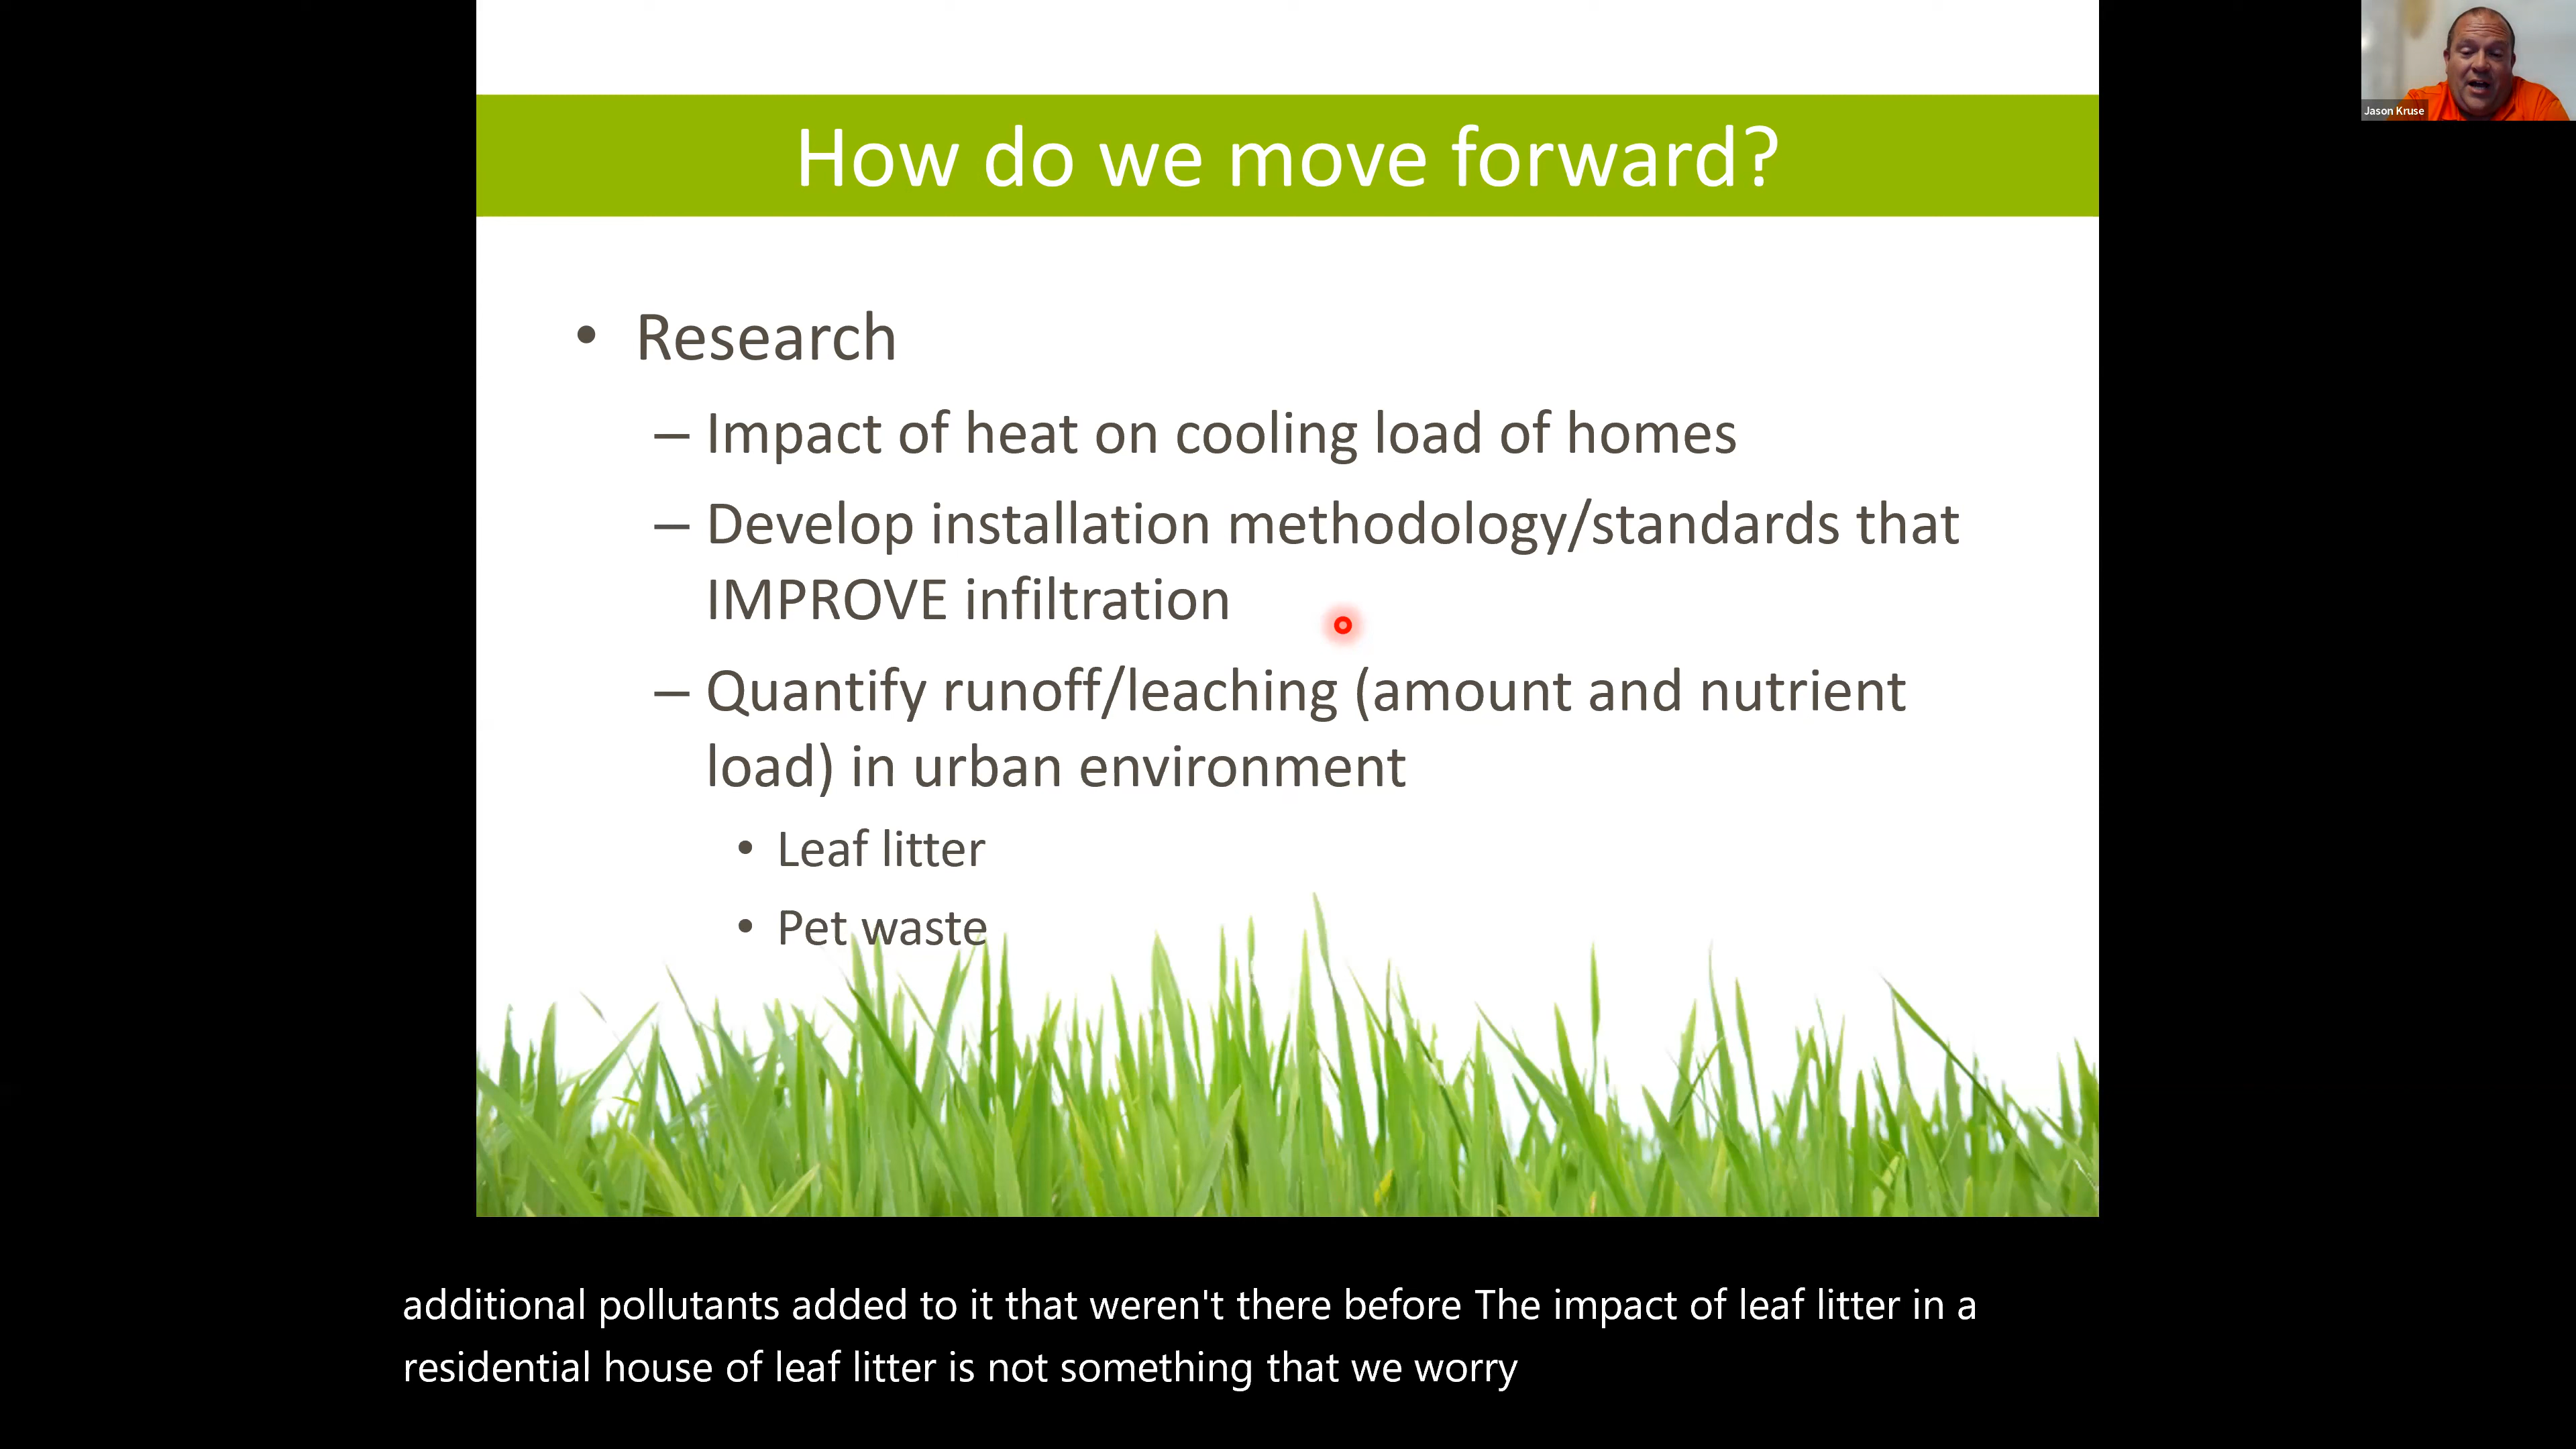 How do we move forward?
Jason Kruse
• Research
– Impact of heat on cooling load of homes
– Develop installation methodology/standards that
IMPROVE infiltration
– Quantify runoff/leaching (amount and nutrient
load) in urban environment
• Leaf litter
• Pet waste
additional pollutants added to it that weren't there before The impact of leaf litter in a
residential house of leaf litter is not something that we worry